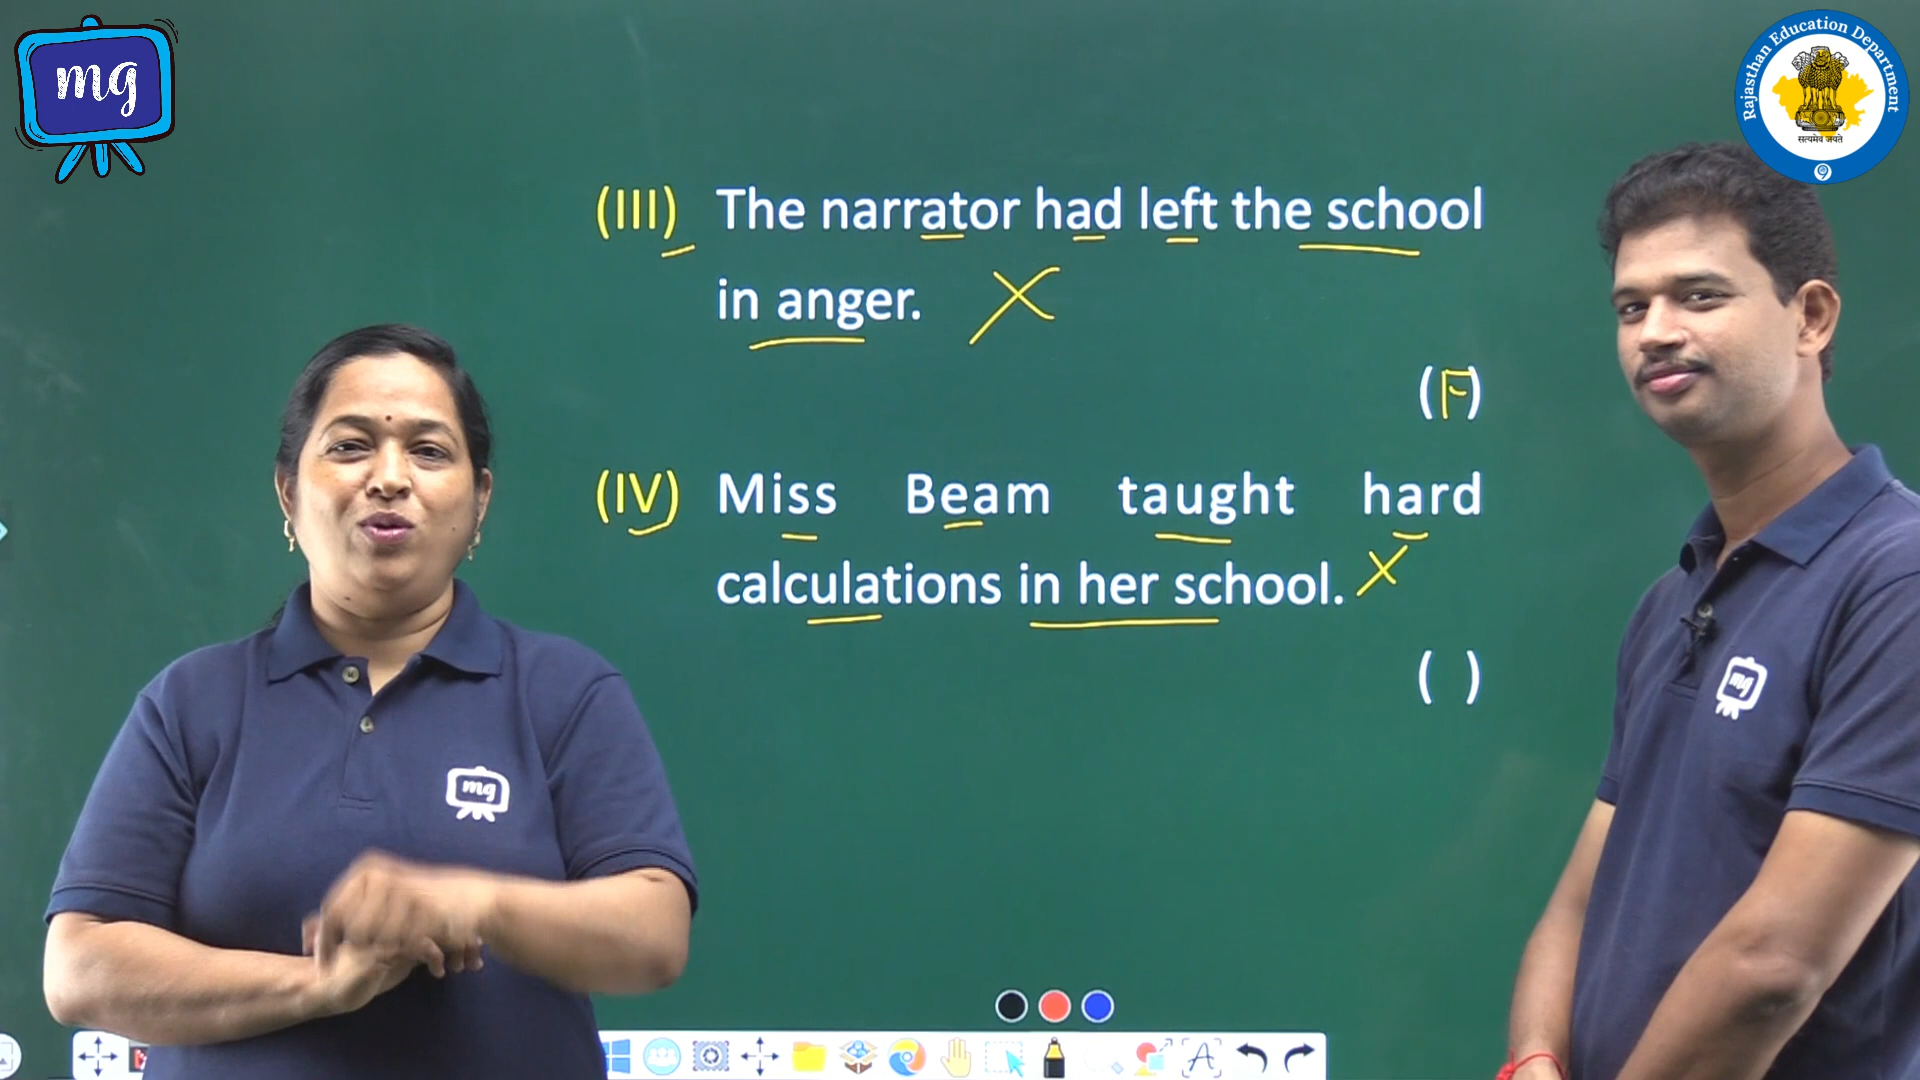 mg
Rajasthan Education Department
सत्यमेव जयते
(III) The narrator had left the school
in anger.
(F)
(IV) Miss Beam taught hard
calculations in her school.
( )
mg
mg